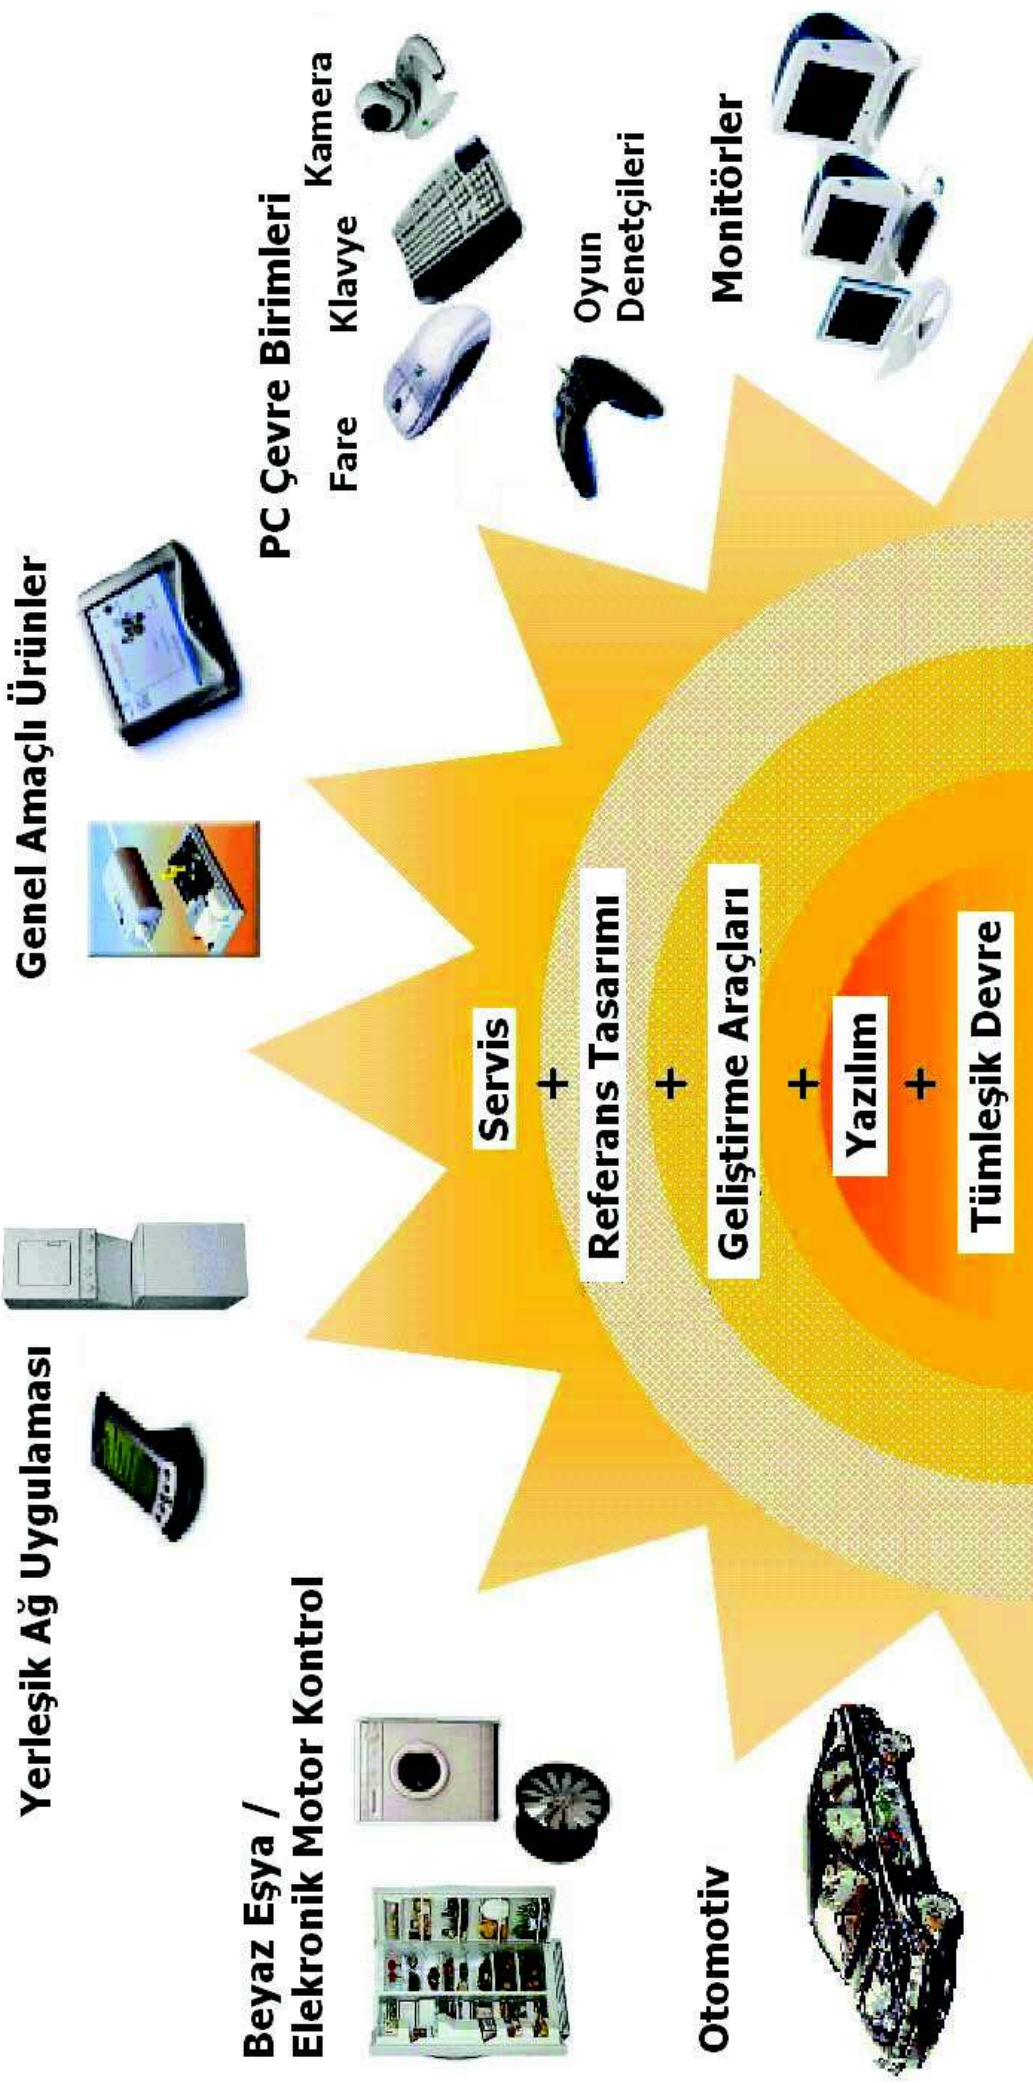 Yerleşik Ağ Uygulaması
Genel Amaçlı Ürünler
Beyaz Eşya /
Elekronik Motor Kontrol
PC Çevre Birimleri
Fare
Klavye
Kamera
Oyun
Denetçileri
Otomotiv
Monitörler
Servis
+
Referans Tasarımı
+
Geliştirme Araçları
+
Yazılım
+
Tümleşik Devre